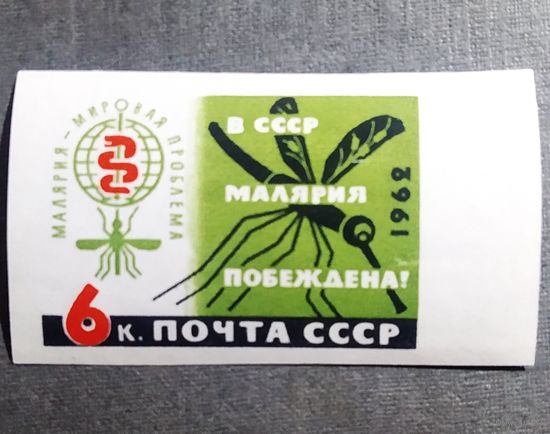 МАЛЯРИЯ – МИРОВАЯ ПРОБЛЕМА
В СССР
МАЛЯРИЯ
ПОБЕЖДЕНА!
1962
6 К. ПОЧТА СССР